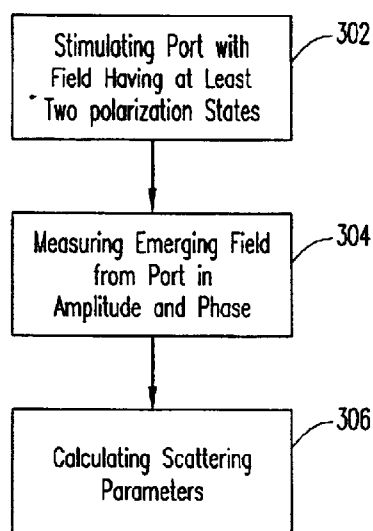 Stimulating Port with
Field Having at Least
Two polarization States
302
Measuring Emerging Field
from Port in
Amplitude and Phase
304
Calculating Scattering
Parameters
306